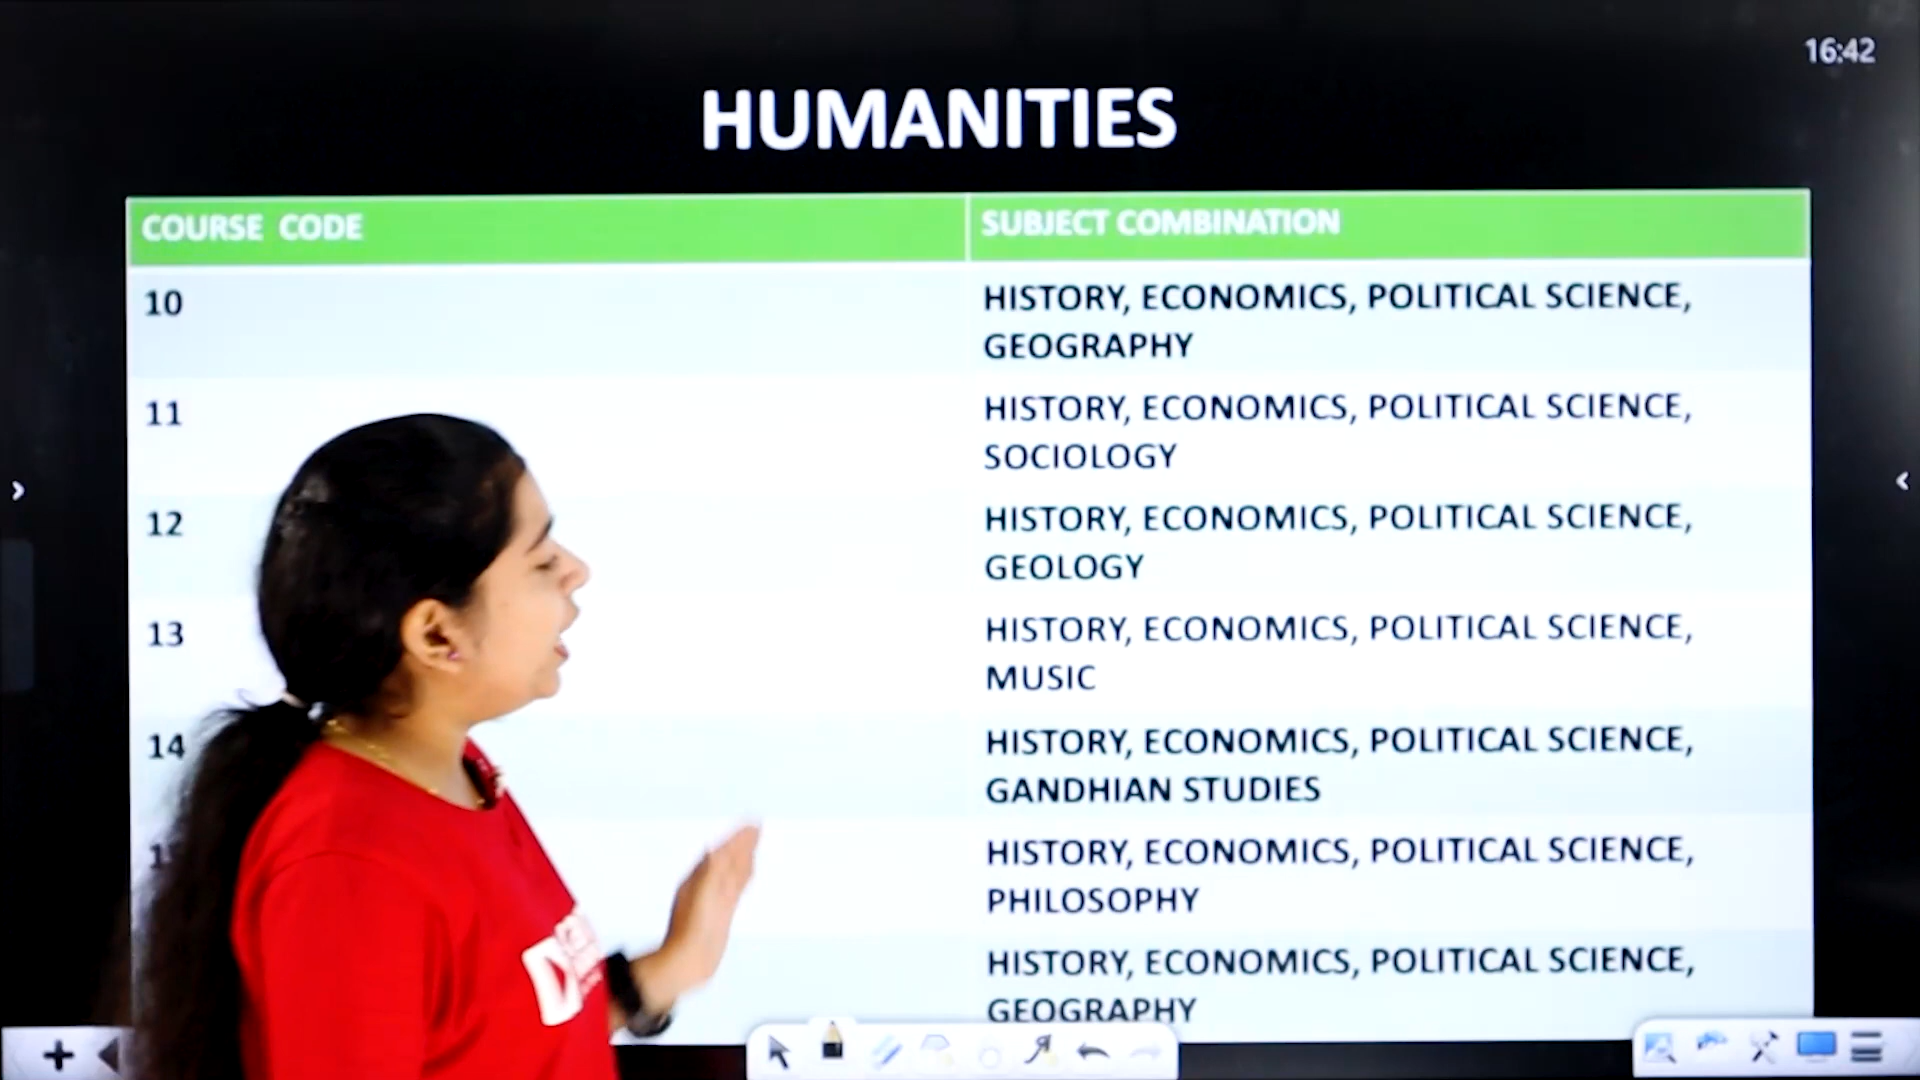 16:42
HUMANITIES
COURSE CODE
SUBJECT COMBINATION
10
HISTORY, ECONOMICS, POLITICAL SCIENCE,
GEOGRAPHY
11
HISTORY, ECONOMICS, POLITICAL SCIENCE,
SOCIOLOGY
12
HISTORY, ECONOMICS, POLITICAL SCIENCE,
GEOLOGY
13
HISTORY, ECONOMICS, POLITICAL SCIENCE,
MUSIC
14
HISTORY, ECONOMICS, POLITICAL SCIENCE,
GANDHIAN STUDIES
HISTORY, ECONOMICS, POLITICAL SCIENCE,
PHILOSOPHY
HISTORY, ECONOMICS, POLITICAL SCIENCE,
GEOGRAPHY